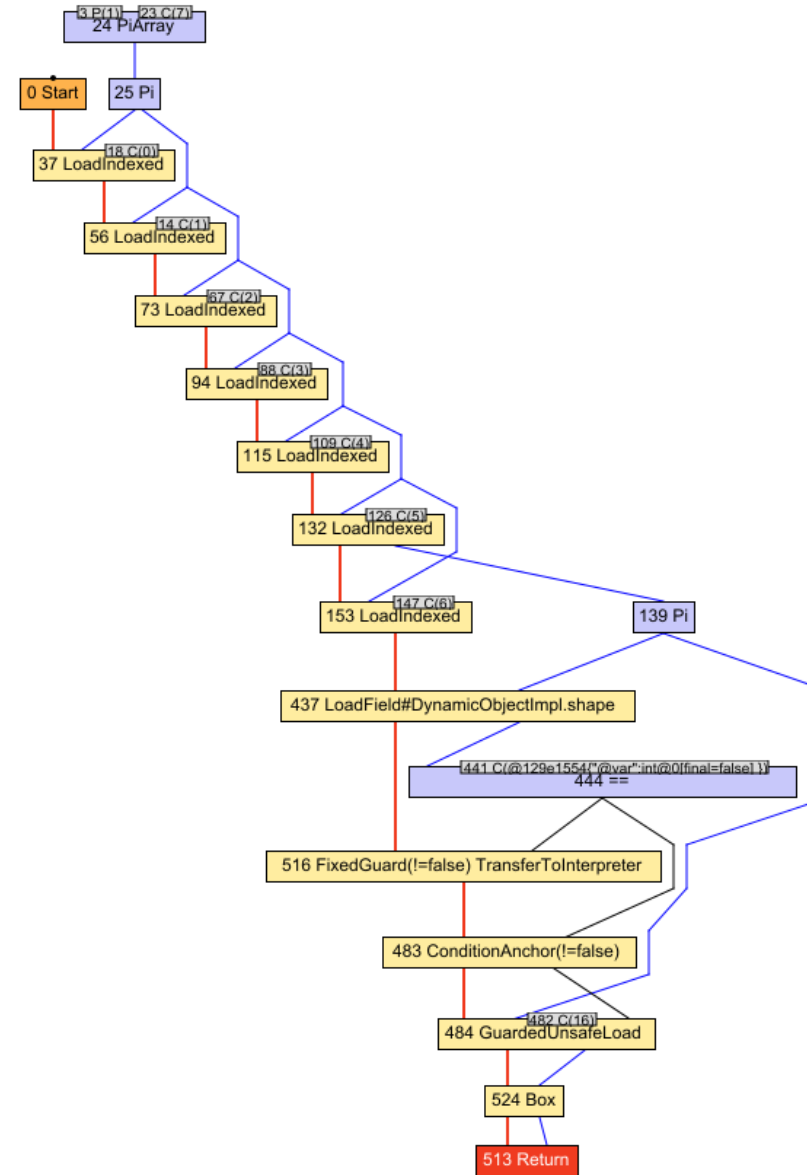 3 P(1) 23 C(7)
24 PiArray
0 Start
25 Pi
18 C(0)
37 LoadIndexed
14 C(1)
56 LoadIndexed
67 C(2)
73 LoadIndexed
88 C(3)
94 LoadIndexed
109 C(4)
115 LoadIndexed
126 C(5)
132 LoadIndexed
147 C(6)
153 LoadIndexed
139 Pi
437 LoadField#DynamicObjectImpl.shape
441 C(@129e1554{"@var":int@0[final=false] })
444 ==
516 FixedGuard(!=false) TransferToInterpreter
483 ConditionAnchor(!=false)
482 C(16)
484 GuardedUnsafeLoad
524 Box
513 Return